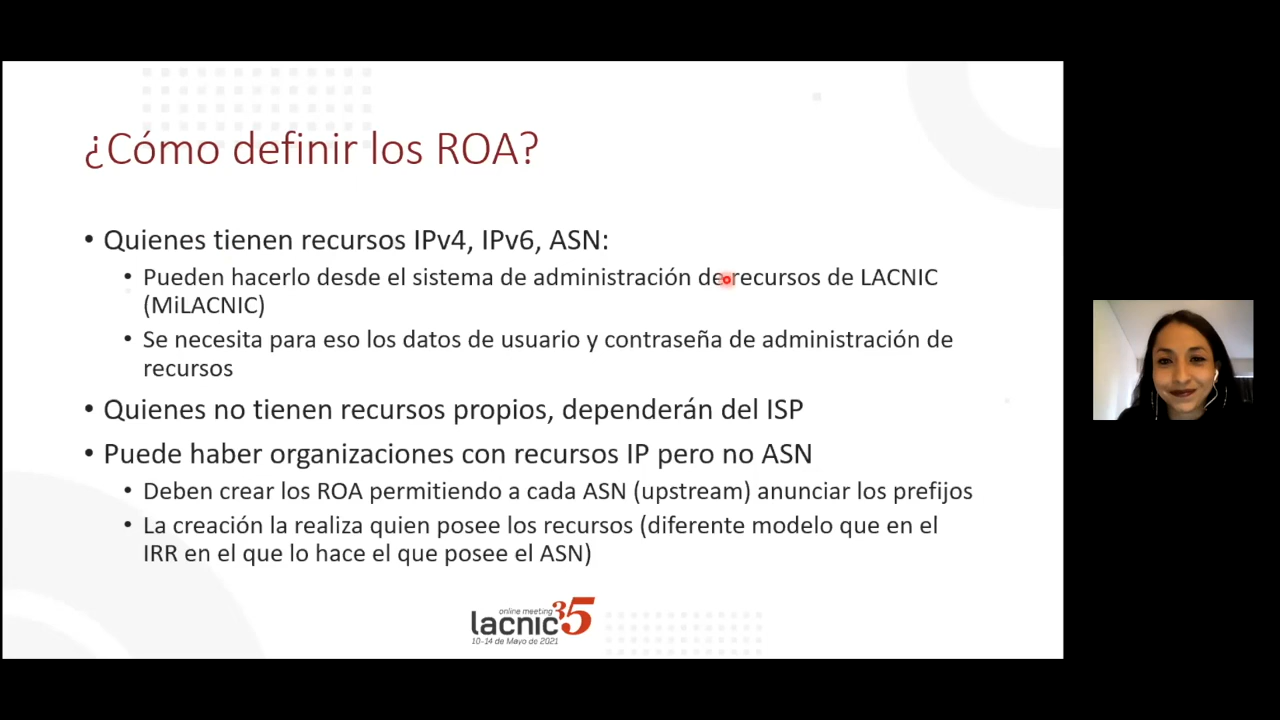 ¿Cómo definir los ROA?
• Quienes tienen recursos IPv4, IPv6, ASN:
• Pueden hacerlo desde el sistema de administración de recursos de LACNIC
(MiLACNIC)
• Se necesita para eso los datos de usuario y contraseña de administración de
recursos
• Quienes no tienen recursos propios, dependerán del ISP
• Puede haber organizaciones con recursos IP pero no ASN
• Deben crear los ROA permitiendo a cada ASN (upstream) anunciar los prefijos
• La creación la realiza quien posee los recursos (diferente modelo que en el
IRR en el que lo hace el que posee el ASN)
online meeting
lacnic 35
10-14 de Mayo de 2021